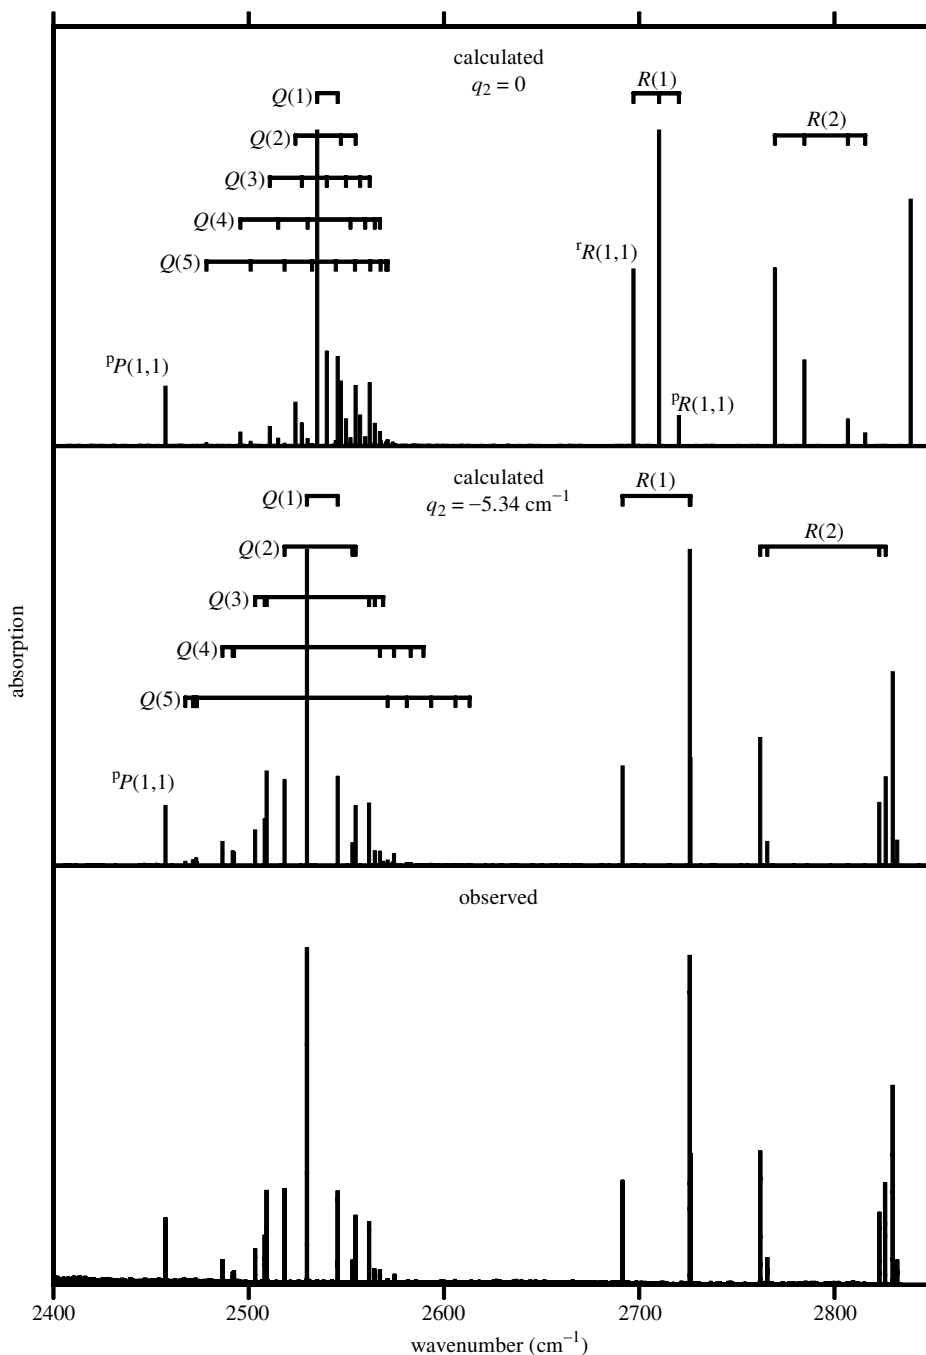 calculated
q₂ = 0
Q(1)
R(1)
Q(2)
R(2)
Q(3)
Q(4)
Q(5)
ʳR(1,1)
ᵖP(1,1)
ᵖR(1,1)
calculated
q₂ = −5.34 cm⁻¹
Q(1)
R(1)
Q(2)
R(2)
Q(3)
Q(4)
Q(5)
ᵖP(1,1)
absorption
observed
2400 2500 2600 2700 2800
wavenumber (cm⁻¹)